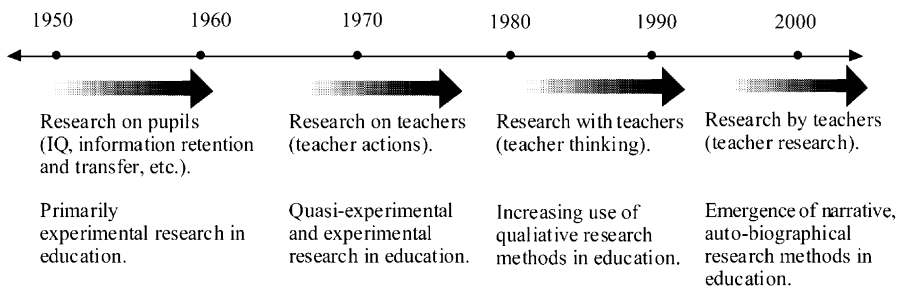 1950 1960 1970 1980 1990 2000
Research on pupils
(IQ, information retention
and transfer, etc.).
Research on teachers
(teacher actions).
Research with teachers
(teacher thinking).
Research by teachers
(teacher research).
Primarily
experimental research in
education.
Quasi-experimental
and experimental
research in education.
Increasing use of
qualiative research
methods in education.
Emergence of narrative,
auto-biographical
research methods in
education.